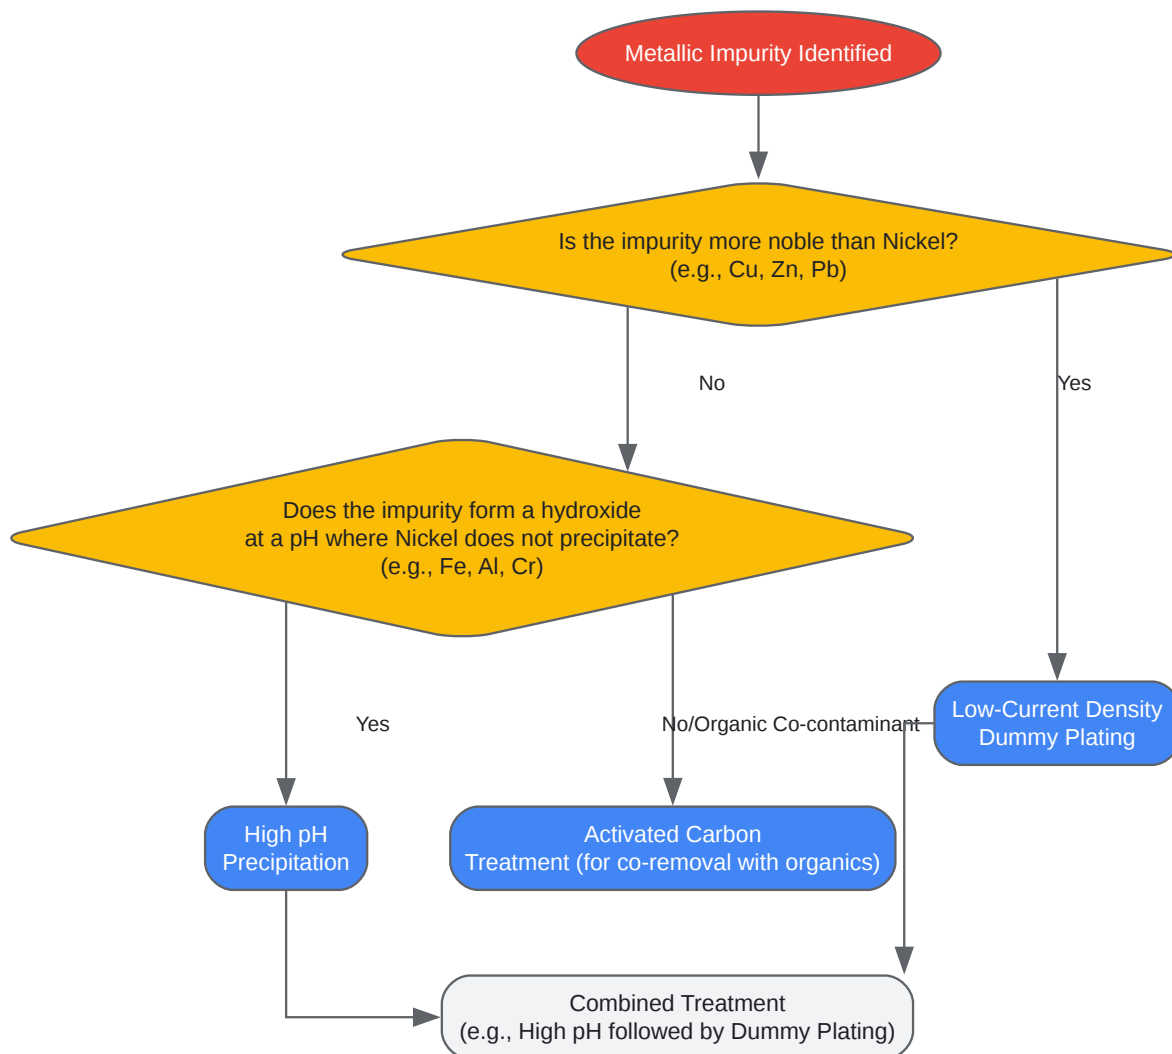 Metallic Impurity Identified
Is the impurity more noble than Nickel?
(e.g., Cu, Zn, Pb)
No
Yes
Does the impurity form a hydroxide
at a pH where Nickel does not precipitate?
(e.g., Fe, Al, Cr)
Yes
No/Organic Co-contaminant
Low-Current Density
Dummy Plating
High pH
Precipitation
Activated Carbon
Treatment (for co-removal with organics)
Combined Treatment
(e.g., High pH followed by Dummy Plating)